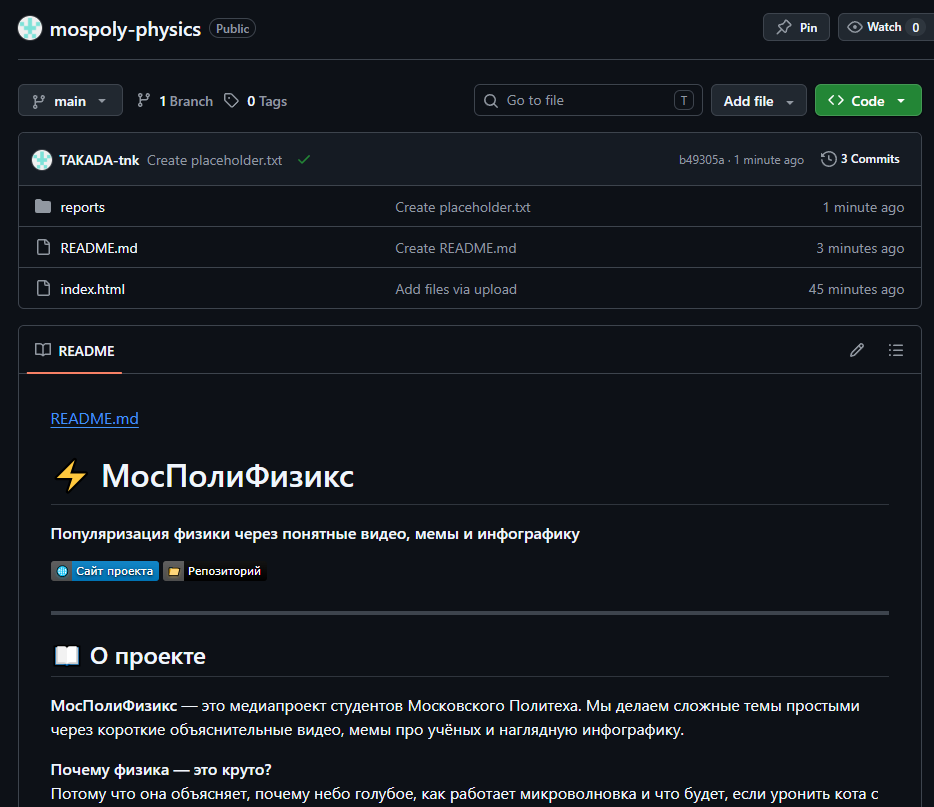 mospoly-physics Public Pin Watch 0
main 1 Branch 0 Tags Go to file T Add file Code
TAKADA-tnk Create placeholder.txt b49305a · 1 minute ago 3 Commits
reports Create placeholder.txt 1 minute ago
README.md Create README.md 3 minutes ago
index.html Add files via upload 45 minutes ago
README
README.md
⚡ МосПолиФизикс
Популяризация физики через понятные видео, мемы и инфографику
🌐 Сайт проекта 📂 Репозиторий
📖 О проекте
МосПолиФизикс — это медиапроект студентов Московского Политеха. Мы делаем сложные темы простыми
через короткие объяснительные видео, мемы про учёных и наглядную инфографику.
Почему физика — это круто?
Потому что она объясняет, почему небо голубое, как работает микроволновка и что будет, если уронить кота с